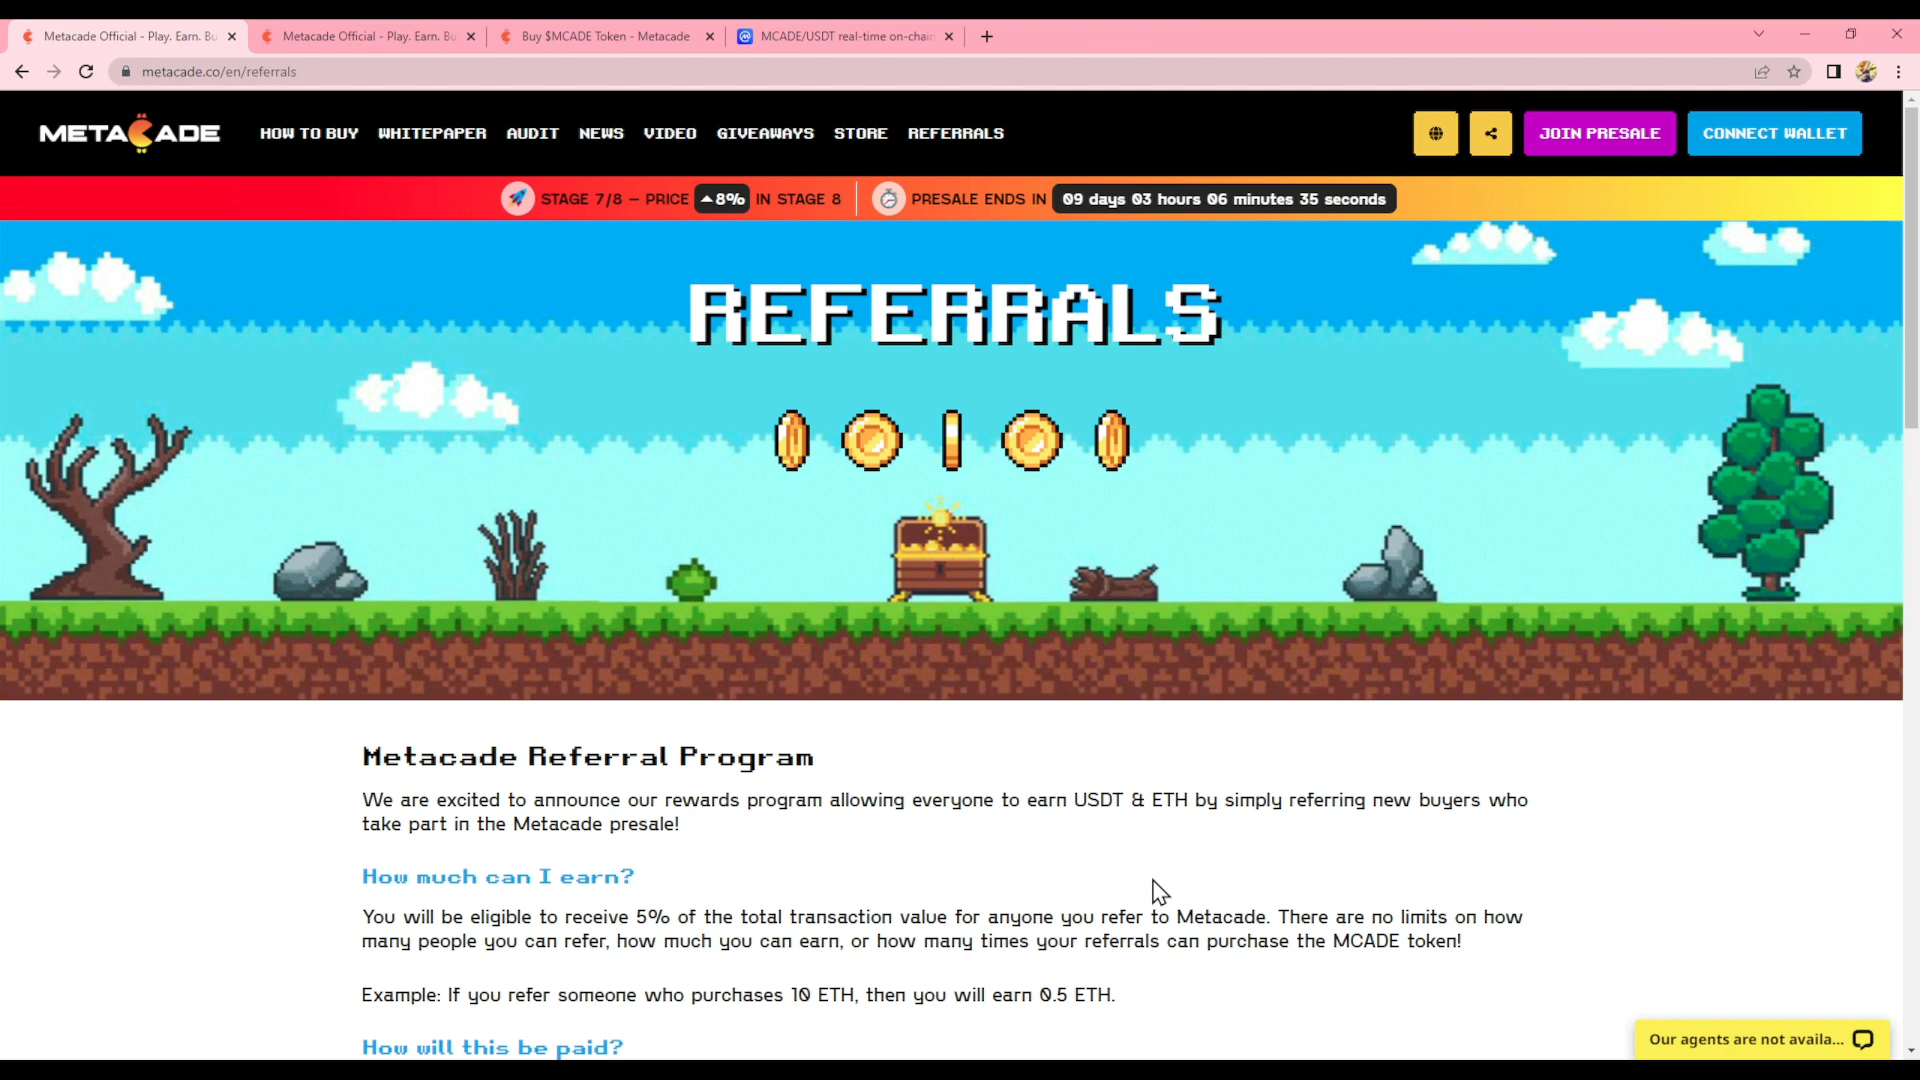 Metacade Official - Play. Earn. Bu
Metacade Official - Play. Earn. Bu
Buy $MCADE Token - Metacade
MCADE/USDT real-time on-chain
metacade.co/en/referrals
METACADE
HOW TO BUY
WHITEPAPER
AUDIT
NEWS
VIDEO
GIVEAWAYS
STORE
REFERRALS
JOIN PRESALE
CONNECT WALLET
STAGE 7/8 – PRICE 8% IN STAGE 8
PRESALE ENDS IN 09 days 03 hours 06 minutes 35 seconds
REFERRALS
Metacade Referral Program
We are excited to announce our rewards program allowing everyone to earn USDT & ETH by simply referring new buyers who
take part in the Metacade presale!
How much can I earn?
You will be eligible to receive 5% of the total transaction value for anyone you refer to Metacade. There are no limits on how
many people you can refer, how much you can earn, or how many times your referrals can purchase the MCADE token!
Example: If you refer someone who purchases 10 ETH, then you will earn 0.5 ETH.
How will this be paid?
Our agents are not availa...